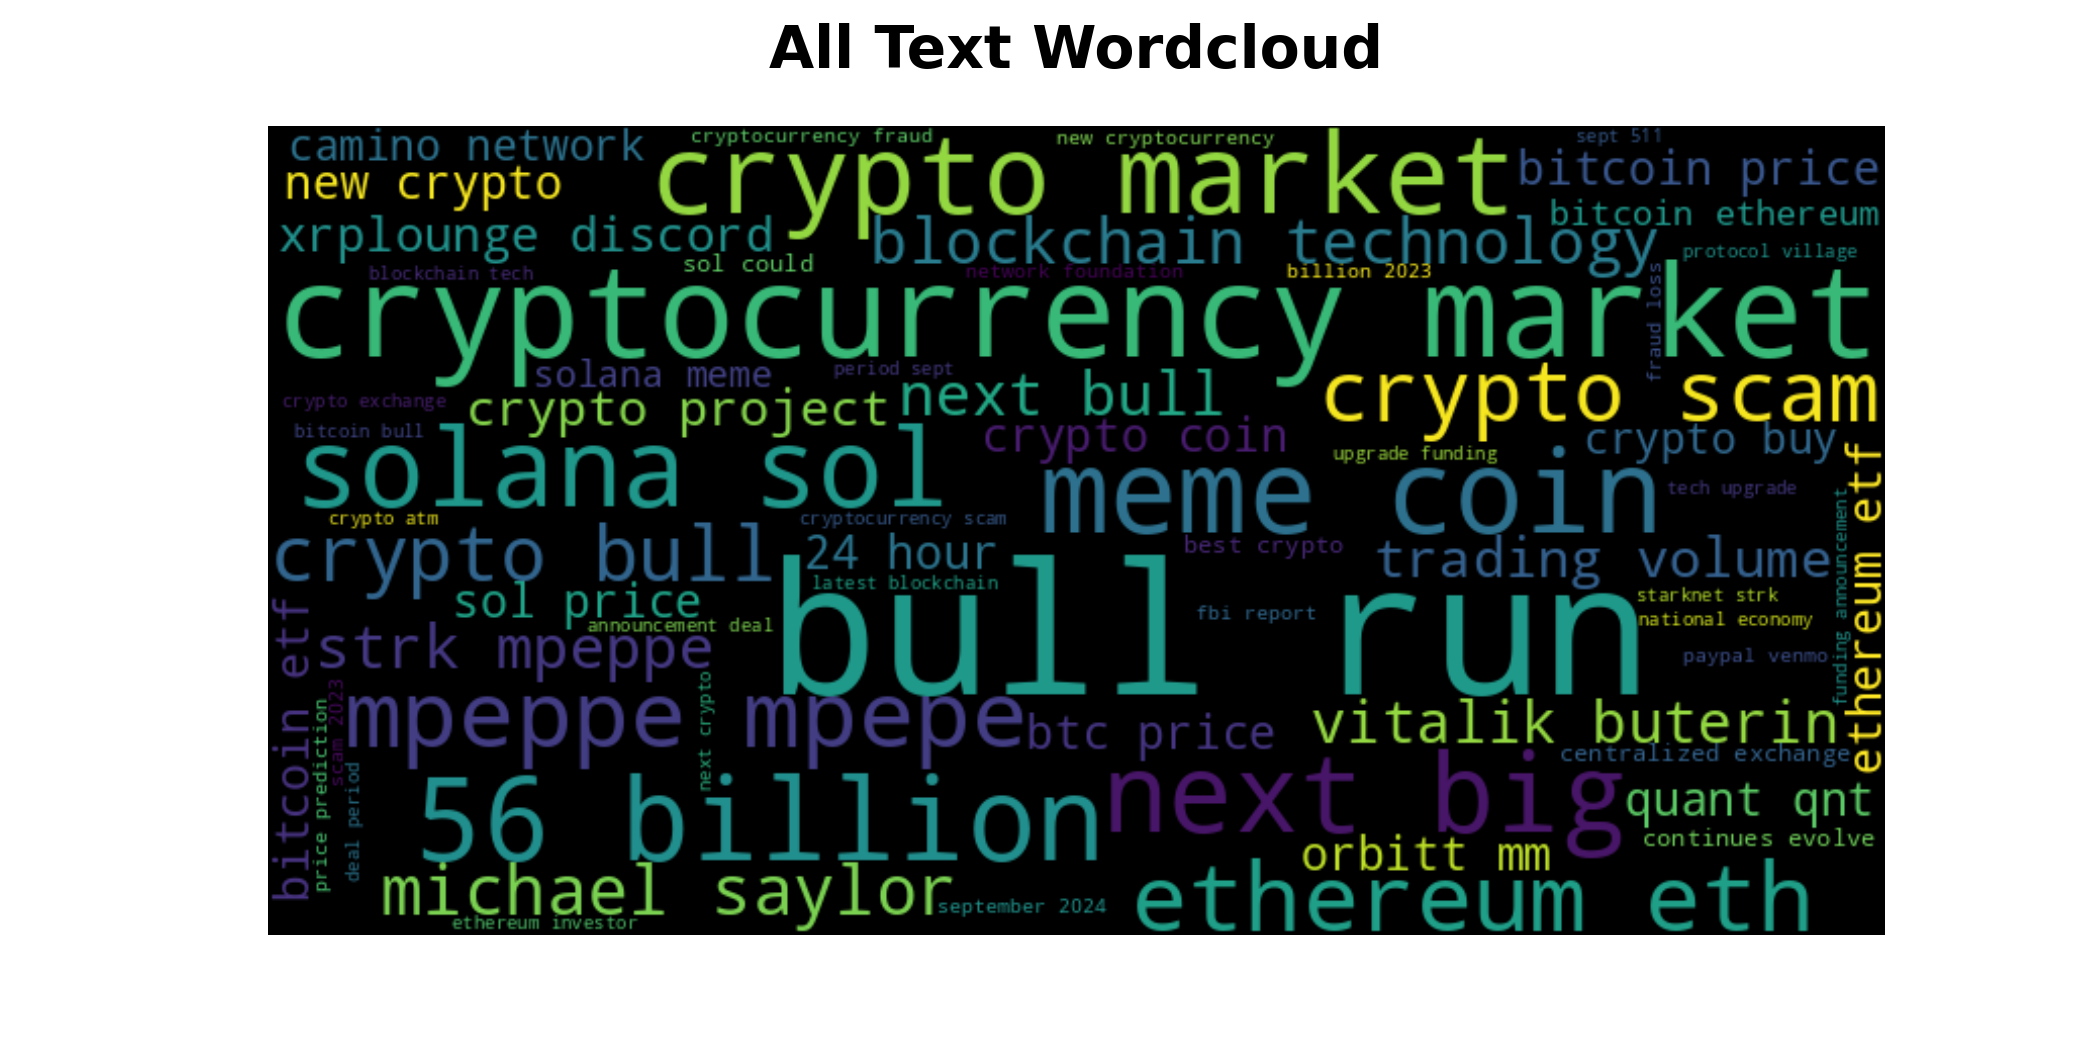 All Text Wordcloud
camino network
cryptocurrency fraud
new cryptocurrency
sept 511
new crypto
crypto market
bitcoin price
xrplounge discord
blockchain technology
bitcoin ethereum
protocol village
blockchain tech
sol could
network foundation
billion 2023
cryptocurrency market
fraud loss
solana meme
period sept
next bull
crypto scam
crypto exchange
crypto project
bitcoin bull
crypto coin
crypto buy
solana sol
meme coin
upgrade funding
tech upgrade
ethereum etf
funding announcement
crypto atm
cryptocurrency scam
crypto bull
24 hour
best crypto
trading volume
latest blockchain
sol price
announcement deal
bull run
fbi report
starknet strk
national economy
paypal venmo
bitcoin etf
strk mpeppe
scam 2023
price prediction
deal period
next crypto
mpeppe mpepe
btc price
vitalik buterin
centralized exchange
56 billion
next big
quant qnt
continues evolve
orbitt mm
michael saylor
september 2024
ethereum eth
ethereum investor